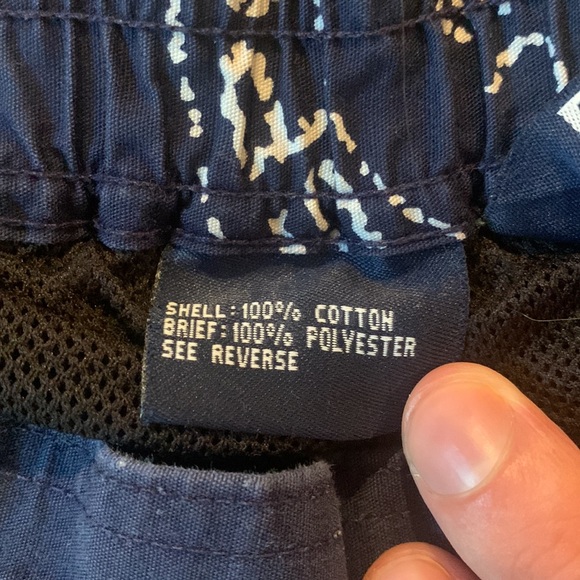 SHELL: 100% COTTON
BRIEF: 100% POLYESTER
SEE REVERSE